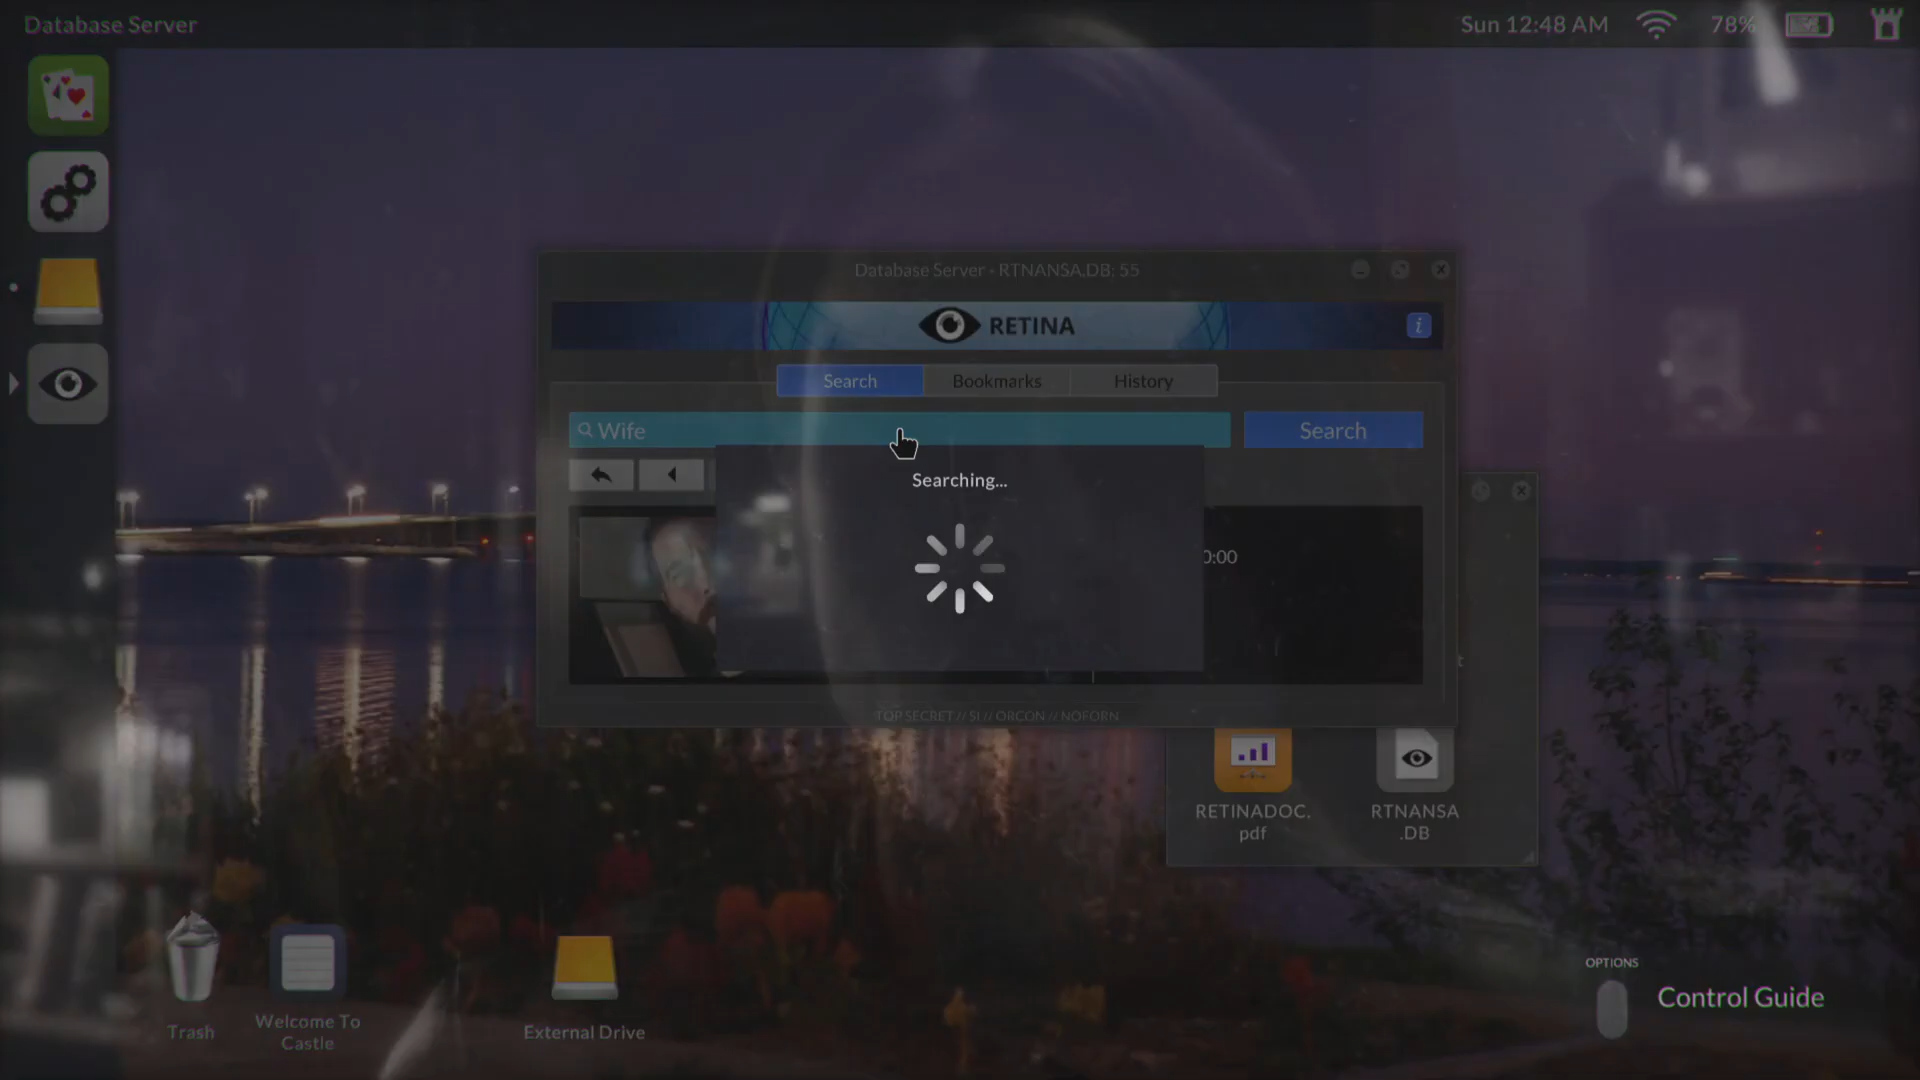 Database Server
Sun 12:48 AM
78%
Database Server - RTNANSA.DB: 55
RETINA
i
Search
Bookmarks
History
Wife
Search
Searching...
0:00
t
TOP SECRET // SI // ORCON // NOFORN
RETINADOC.
pdf
RTNANSA
.DB
Trash
Welcome To
Castle
External Drive
OPTIONS
Control Guide